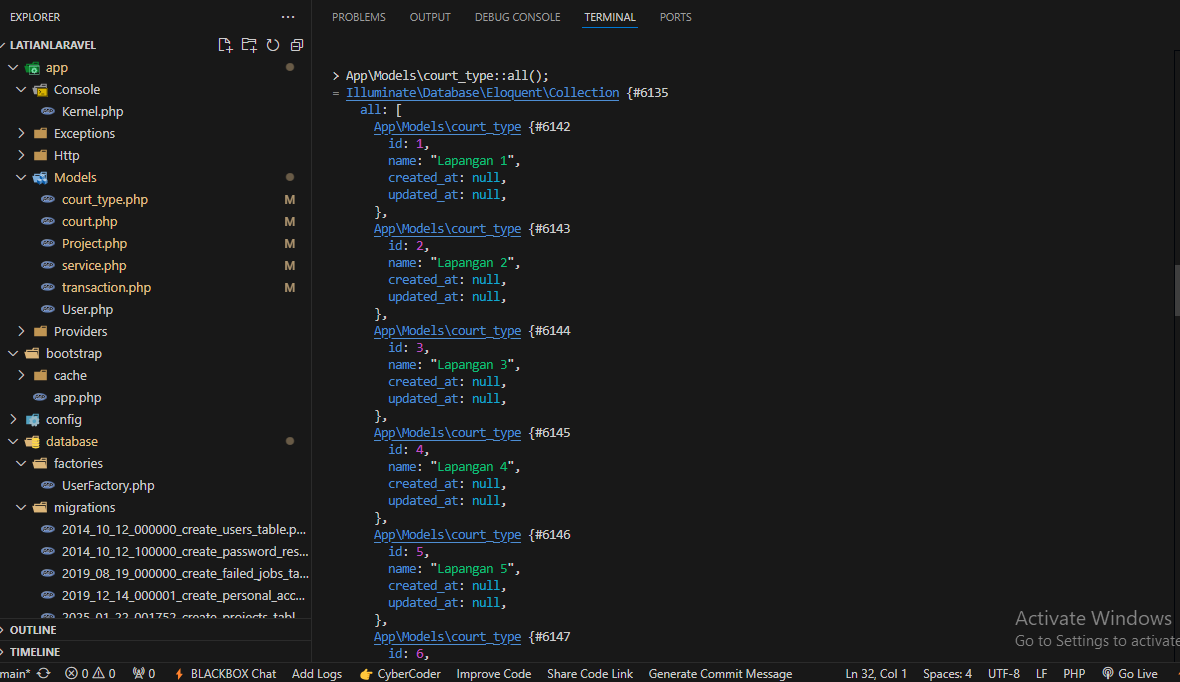 EXPLORER
LATIANLARAVEL
app
Console
Kernel.php
Exceptions
Http
Models
court_type.php M
court.php M
Project.php M
service.php M
transaction.php M
User.php
Providers
bootstrap
cache
app.php
config
database
factories
UserFactory.php
migrations
2014_10_12_000000_create_users_table.p...
2014_10_12_100000_create_password_res...
2019_08_19_000000_create_failed_jobs_ta...
2019_12_14_000001_create_personal_acc...
2025_01_22_001752_create_projects_tabl
OUTLINE
TIMELINE
PROBLEMS OUTPUT DEBUG CONSOLE TERMINAL PORTS
> App\Models\court_type::all();
= Illuminate\Database\Eloquent\Collection {#6135
all: [
App\Models\court_type {#6142
id: 1,
name: "Lapangan 1",
created_at: null,
updated_at: null,
},
App\Models\court_type {#6143
id: 2,
name: "Lapangan 2",
created_at: null,
updated_at: null,
},
App\Models\court_type {#6144
id: 3,
name: "Lapangan 3",
created_at: null,
updated_at: null,
},
App\Models\court_type {#6145
id: 4,
name: "Lapangan 4",
created_at: null,
updated_at: null,
},
App\Models\court_type {#6146
id: 5,
name: "Lapangan 5",
created_at: null,
updated_at: null,
},
App\Models\court_type {#6147
id: 6,
Activate Windows
Go to Settings to activate
main* 0 0 0 BLACKBOX Chat Add Logs CyberCoder Improve Code Share Code Link Generate Commit Message Ln 32, Col 1 Spaces: 4 UTF-8 LF PHP Go Live